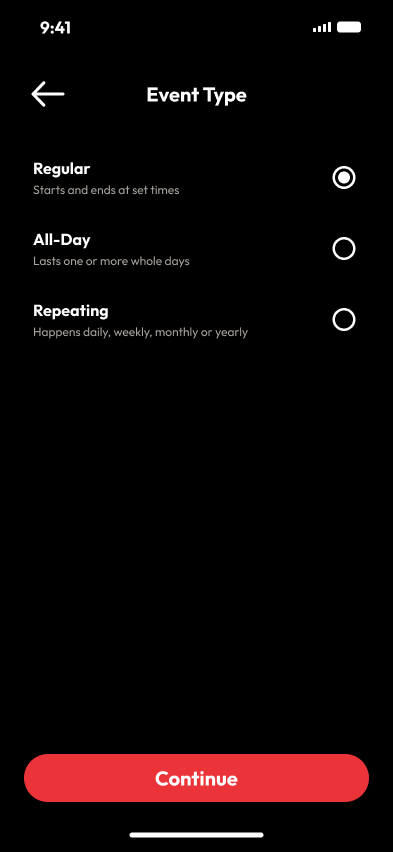 9:41
Event Type
Regular
Starts and ends at set times
All-Day
Lasts one or more whole days
Repeating
Happens daily, weekly, monthly or yearly
Continue